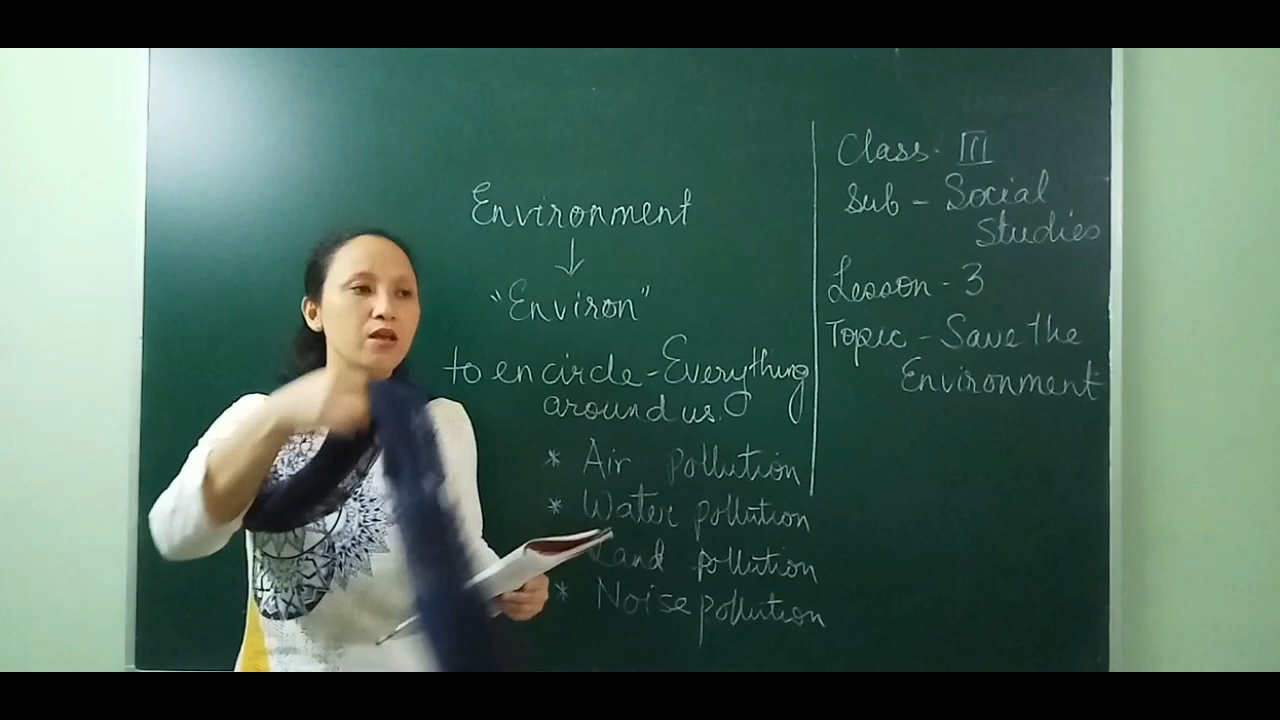 Environment
↓
"Environ"
to encircle - Everything
around us.
* Air pollution
* Water pollution
Land pollution
* Noise pollution
Class. III
Sub - Social
Studies
Lesson - 3
Topic - Save the
Environment